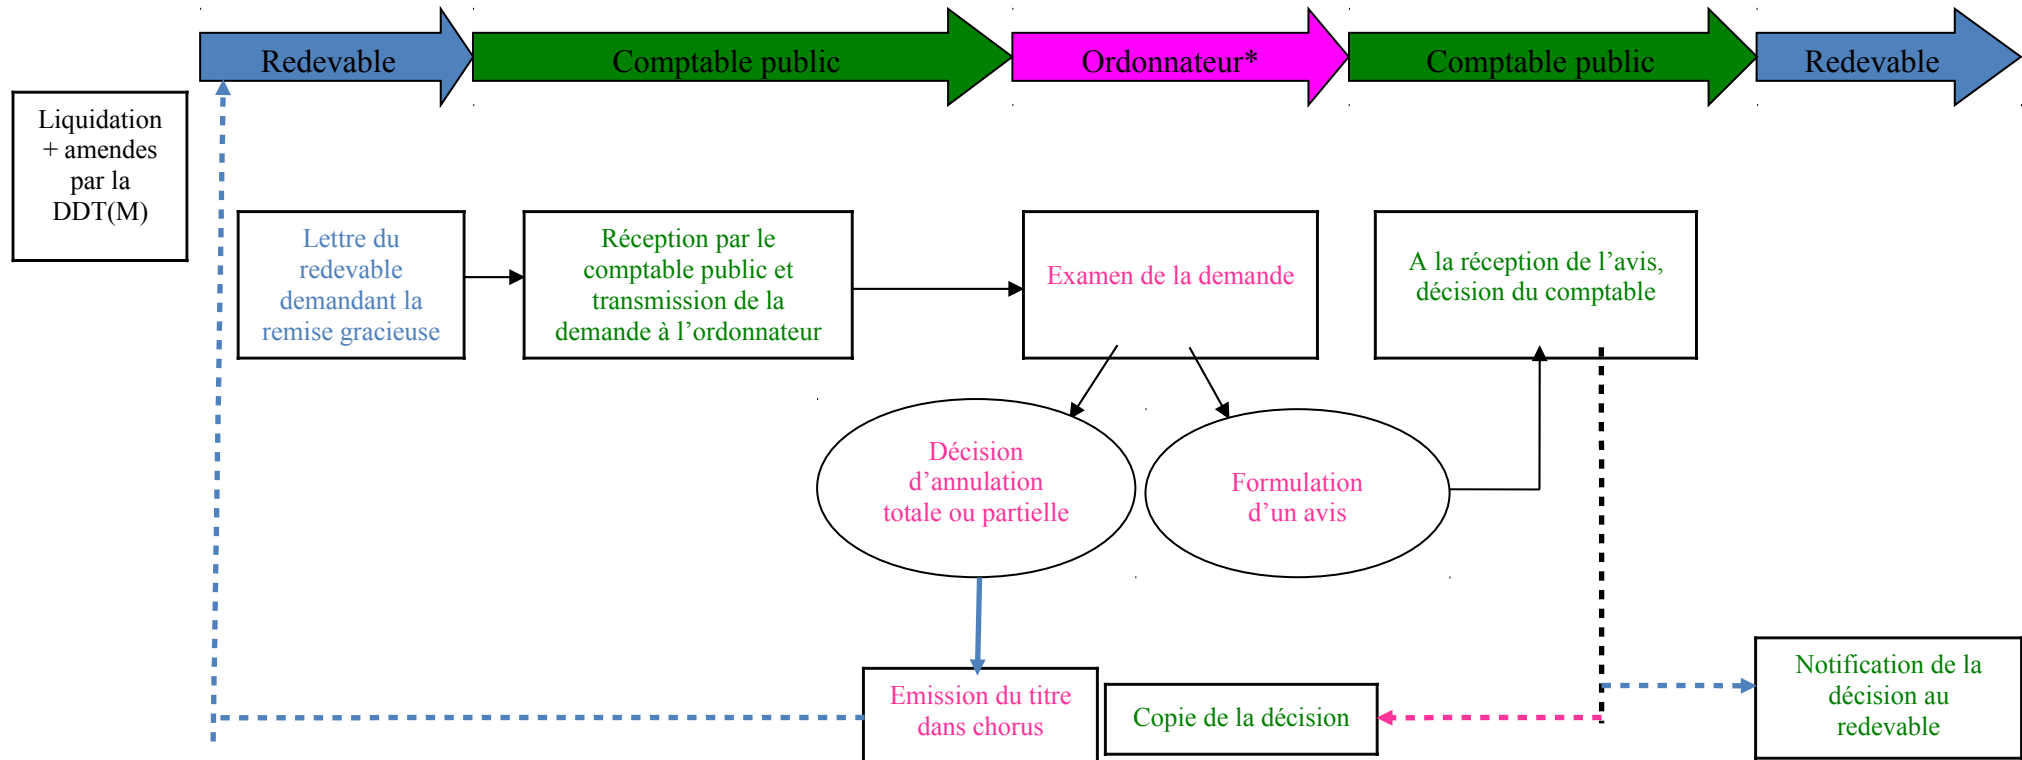 Redevable
Comptable public
Ordonnateur*
Comptable public
Redevable
Liquidation
+ amendes
par la
DDT(M)
Lettre du
redevable
demandant la
remise gracieuse
Réception par le
comptable public et
transmission de la
demande à l’ordonnateur
Examen de la demande
A la réception de l’avis,
décision du comptable
Décision
d’annulation
totale ou partielle
Formulation
d’un avis
Emission du titre
dans chorus
Copie de la décision
Notification de la
décision au
redevable